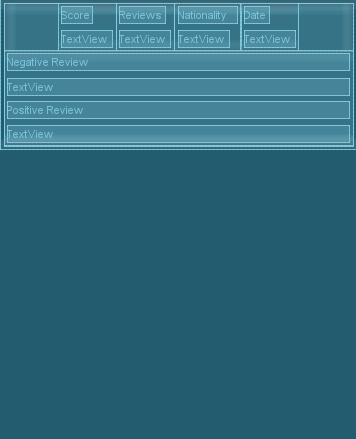 Score Reviews Nationality Date
TextView TextView TextView TextView
Negative Review
TextView
Positive Review
TextView